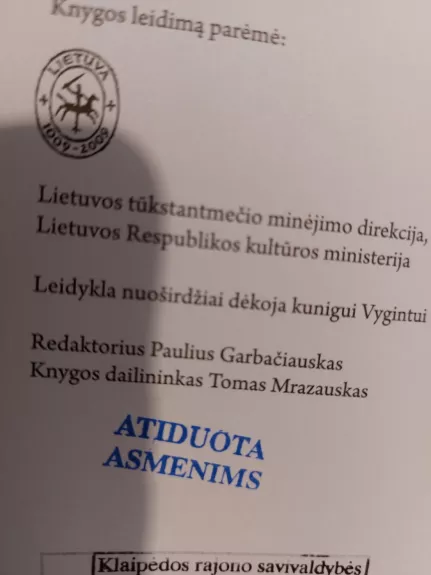 Knygos leidimą parėmė:
LIETUVA
1009-2009
Lietuvos tūkstantmečio minėjimo direkcija,
Lietuvos Respublikos kultūros ministerija
Leidykla nuoširdžiai dėkoja kunigui Vygintui
Redaktorius Paulius Garbačiauskas
Knygos dailininkas Tomas Mrazauskas
ATIDUOTA
ASMENIMS
Klaipėdos rajono savivaldybės